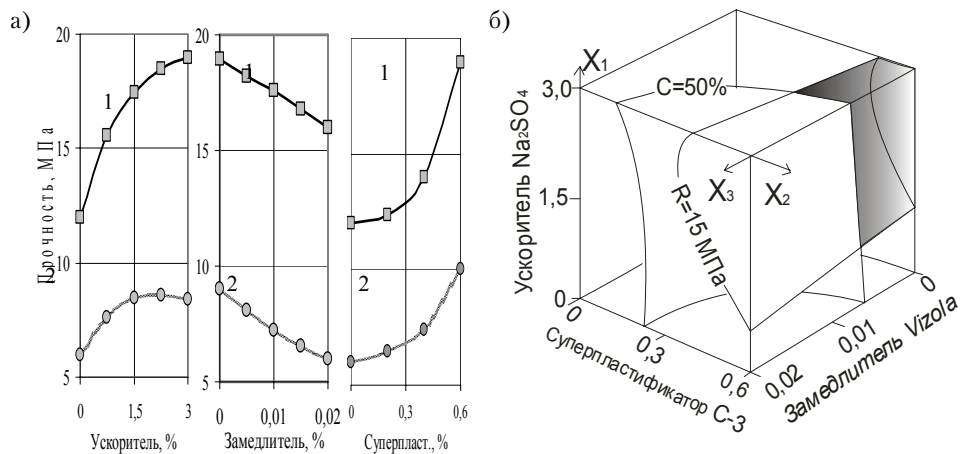 а)
Прочность, МПа
20
15
10
5
1
2
0
1,5
3
Ускоритель, %
20
15
10
5
1
2
0
0,01
0,02
Замедлитель, %
1
2
0
0,3
0,6
Суперпласт., %
б)
Ускоритель Na₂SO₄
3,0
1,5
0
X₁
C=50%
X₃
X₂
R=15 МПа
0
0,3
0,6
Суперпластификатор С-3
0,02
0,01
0
Замедлитель Vizola